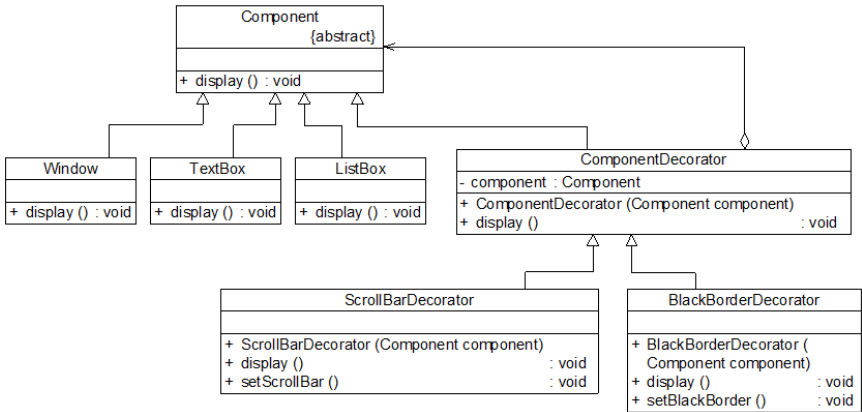 Component
{abstract}
+ display () : void
Window
+ display () : void
TextBox
+ display () : void
ListBox
+ display () : void
ComponentDecorator
- component : Component
+ ComponentDecorator (Component component)
+ display () : void
ScrollBarDecorator
+ ScrollBarDecorator (Component component)
+ display () : void
+ setScrollBar () : void
BlackBorderDecorator
+ BlackBorderDecorator (
Component component)
+ display () : void
+ setBlackBorder () : void